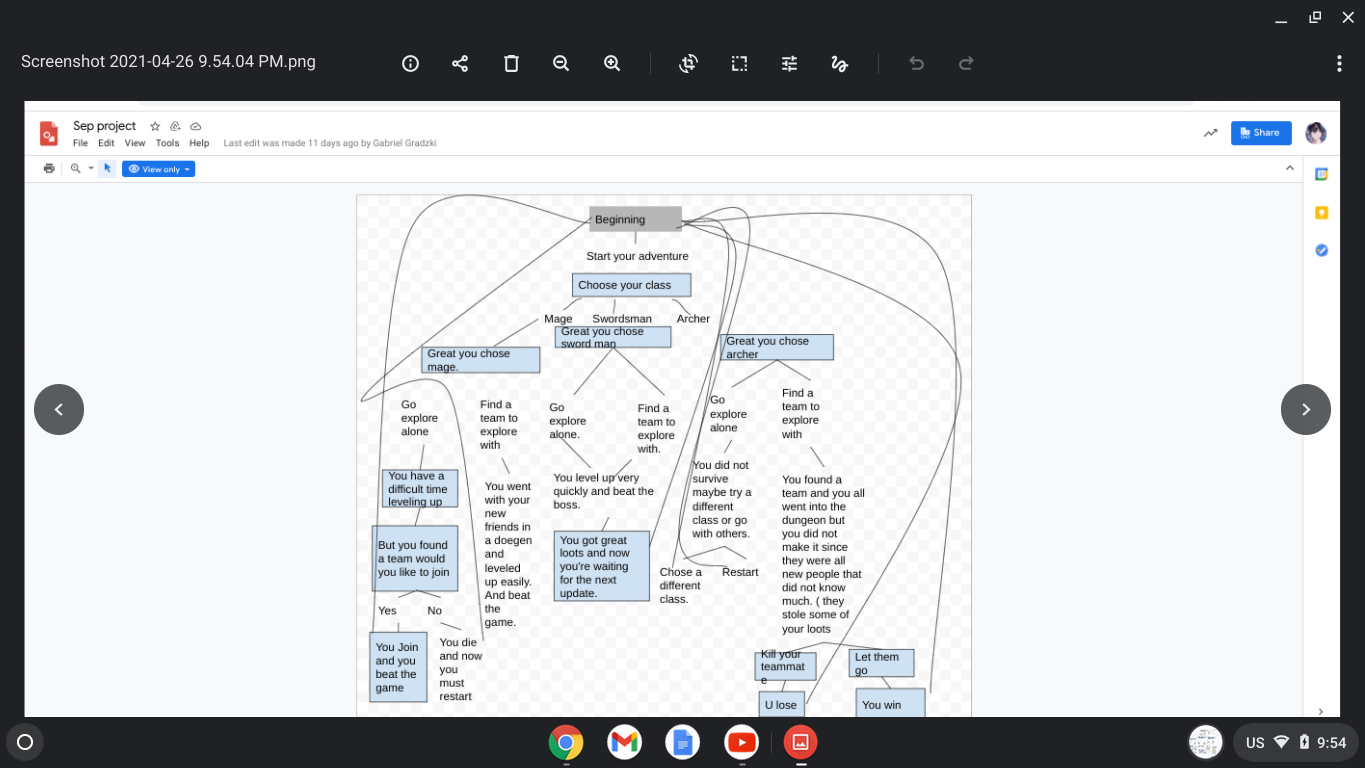 Screenshot 2021-04-26 9.54.04 PM.png
Sep project
File Edit View Tools Help Last edit was made 11 days ago by Gabriel Gradzki
Share
View only
Beginning
Start your adventure
Choose your class
Mage Swordsman Archer
Great you chose
sword man
Great you chose
archer
Great you chose
mage.
Go
explore
alone
Find a
team to
explore
with
Go
explore
alone.
Find a
team to
explore
with.
Go
explore
alone
Find a
team to
explore
with
You have a
difficult time
leveling up
But you found
a team would
you like to join
Yes No
You Join
and you
beat the
game
You die
and now
you
must
restart
You went
with your
new
friends in
a doegen
and
leveled
up easily.
And beat
the
game.
You level up very
quickly and beat the
boss.
You got great
loots and now
you're waiting
for the next
update.
You did not
survive
maybe try a
different
class or go
with others.
Chose a
different
class.
Restart
You found a
team and you all
went into the
dungeon but
you did not
make it since
they were all
new people that
did not know
much. ( they
stole some of
your loots
Kill your
teammat
e
Let them
go
U lose
You win
US 9:54